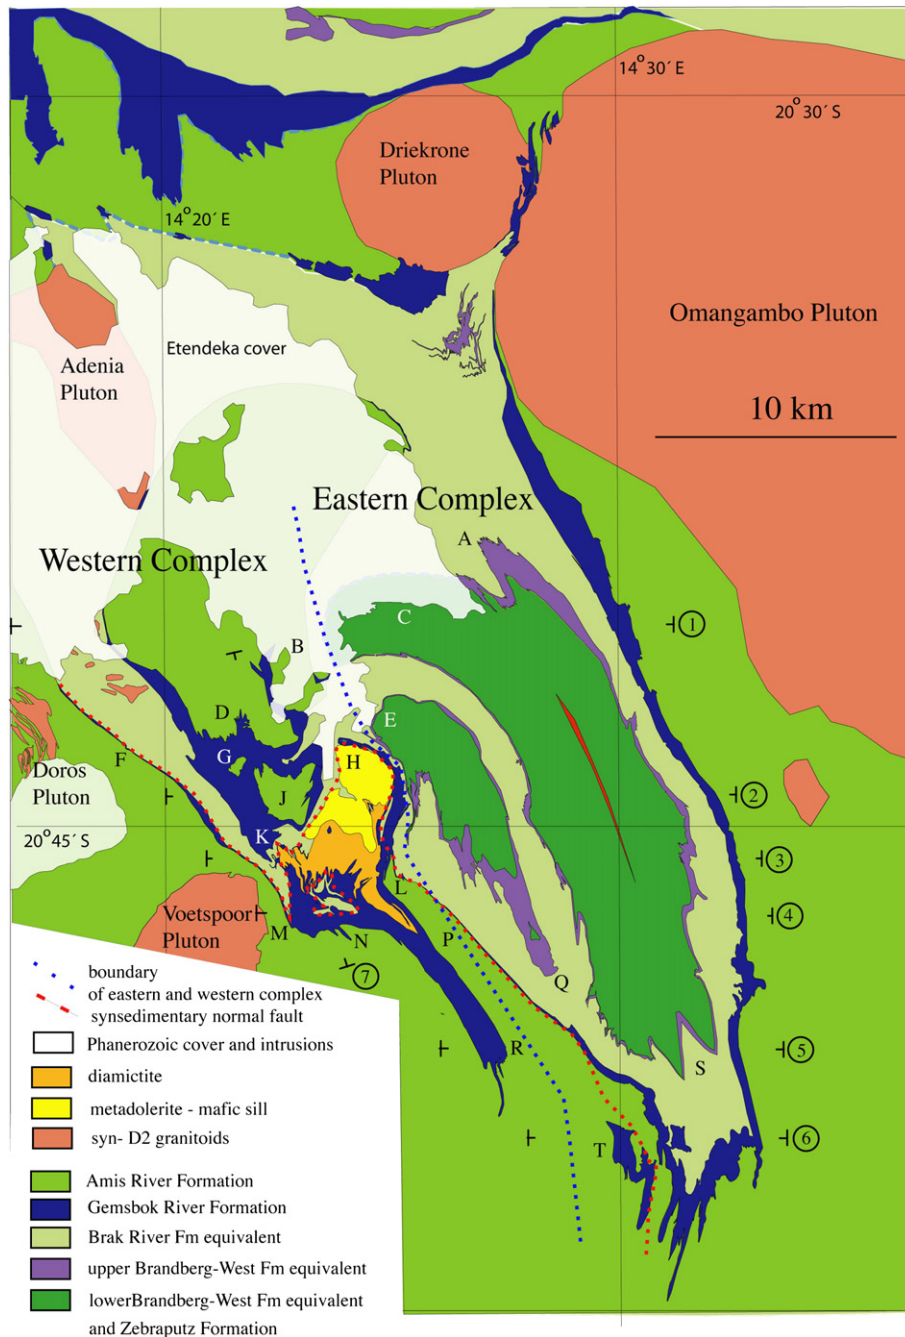 14°30´ E
20°30´ S
Driekrone
Pluton
14°20´ E
Omangambo Pluton
Etendeka cover
Adenia
Pluton
10 km
Eastern Complex
A
Western Complex
C
1
B
D
E
F
G
H
Doros
Pluton
J
2
20°45´ S
K
3
L
Voetspoor
Pluton
M
N
P
4
7
Q
R
S
5
T
6
boundary
of eastern and western complex
synsedimentary normal fault
Phanerozoic cover and intrusions
diamictite
metadolerite - mafic sill
syn- D2 granitoids
Amis River Formation
Gemsbok River Formation
Brak River Fm equivalent
upper Brandberg-West Fm equivalent
lowerBrandberg-West Fm equivalent
and Zebraputz Formation